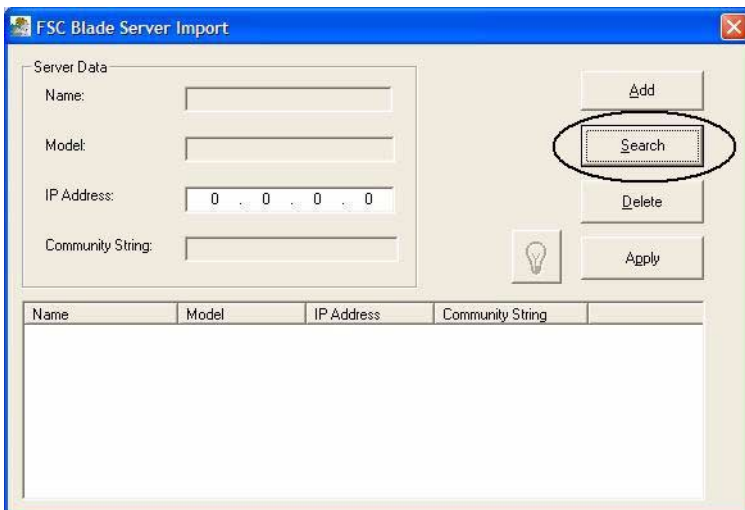 FSC Blade Server Import
Server Data
Name:
Model:
IP Address: 0 . 0 . 0 . 0
Community String:
Add
Search
Delete
Apply
Name Model IP Address Community String